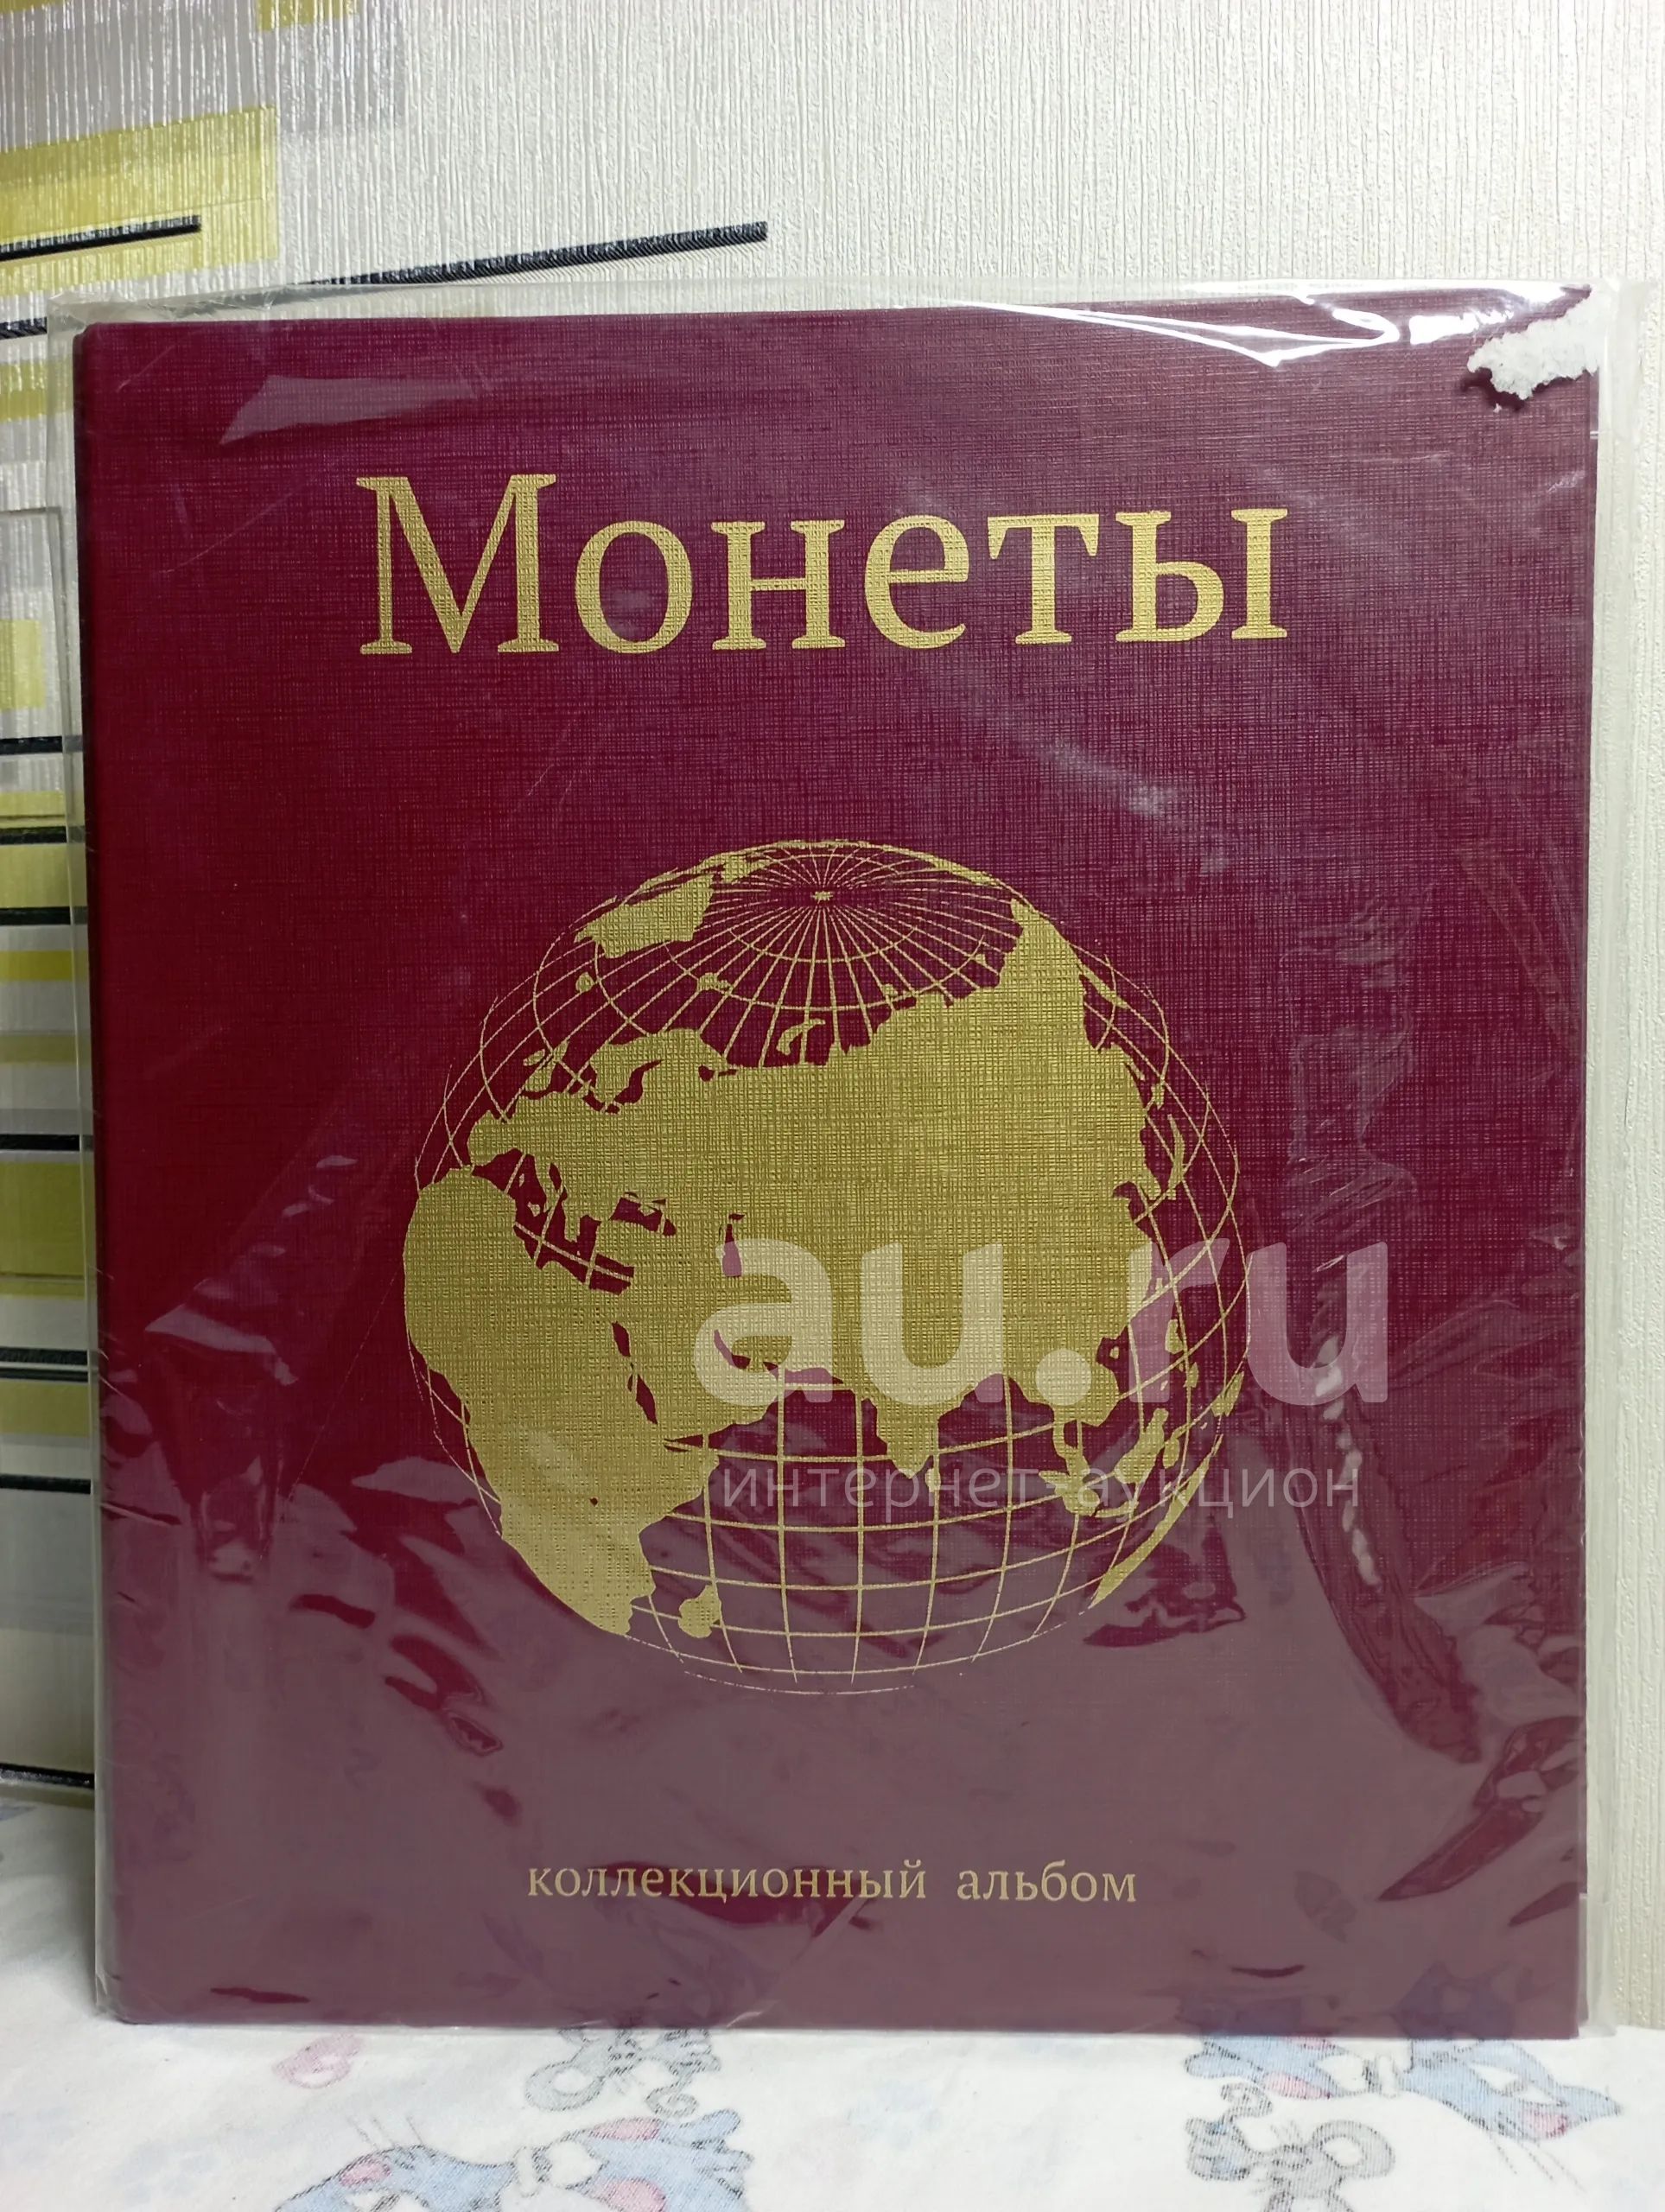 Монеты
au.ru
интернет-аукцион
коллекционный альбом